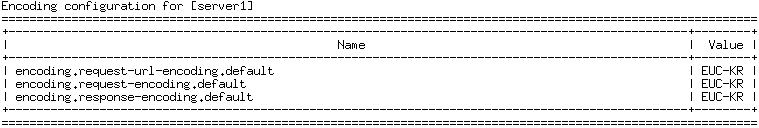 Encoding configuration for [server1]
================================================================================================================
+------------------------------------------------------------------------------------------------+--------+
| Name | Value |
+------------------------------------------------------------------------------------------------+--------+
| encoding.request-url-encoding.default | EUC-KR |
| encoding.request-encoding.default | EUC-KR |
| encoding.response-encoding.default | EUC-KR |
+------------------------------------------------------------------------------------------------+--------+
================================================================================================================